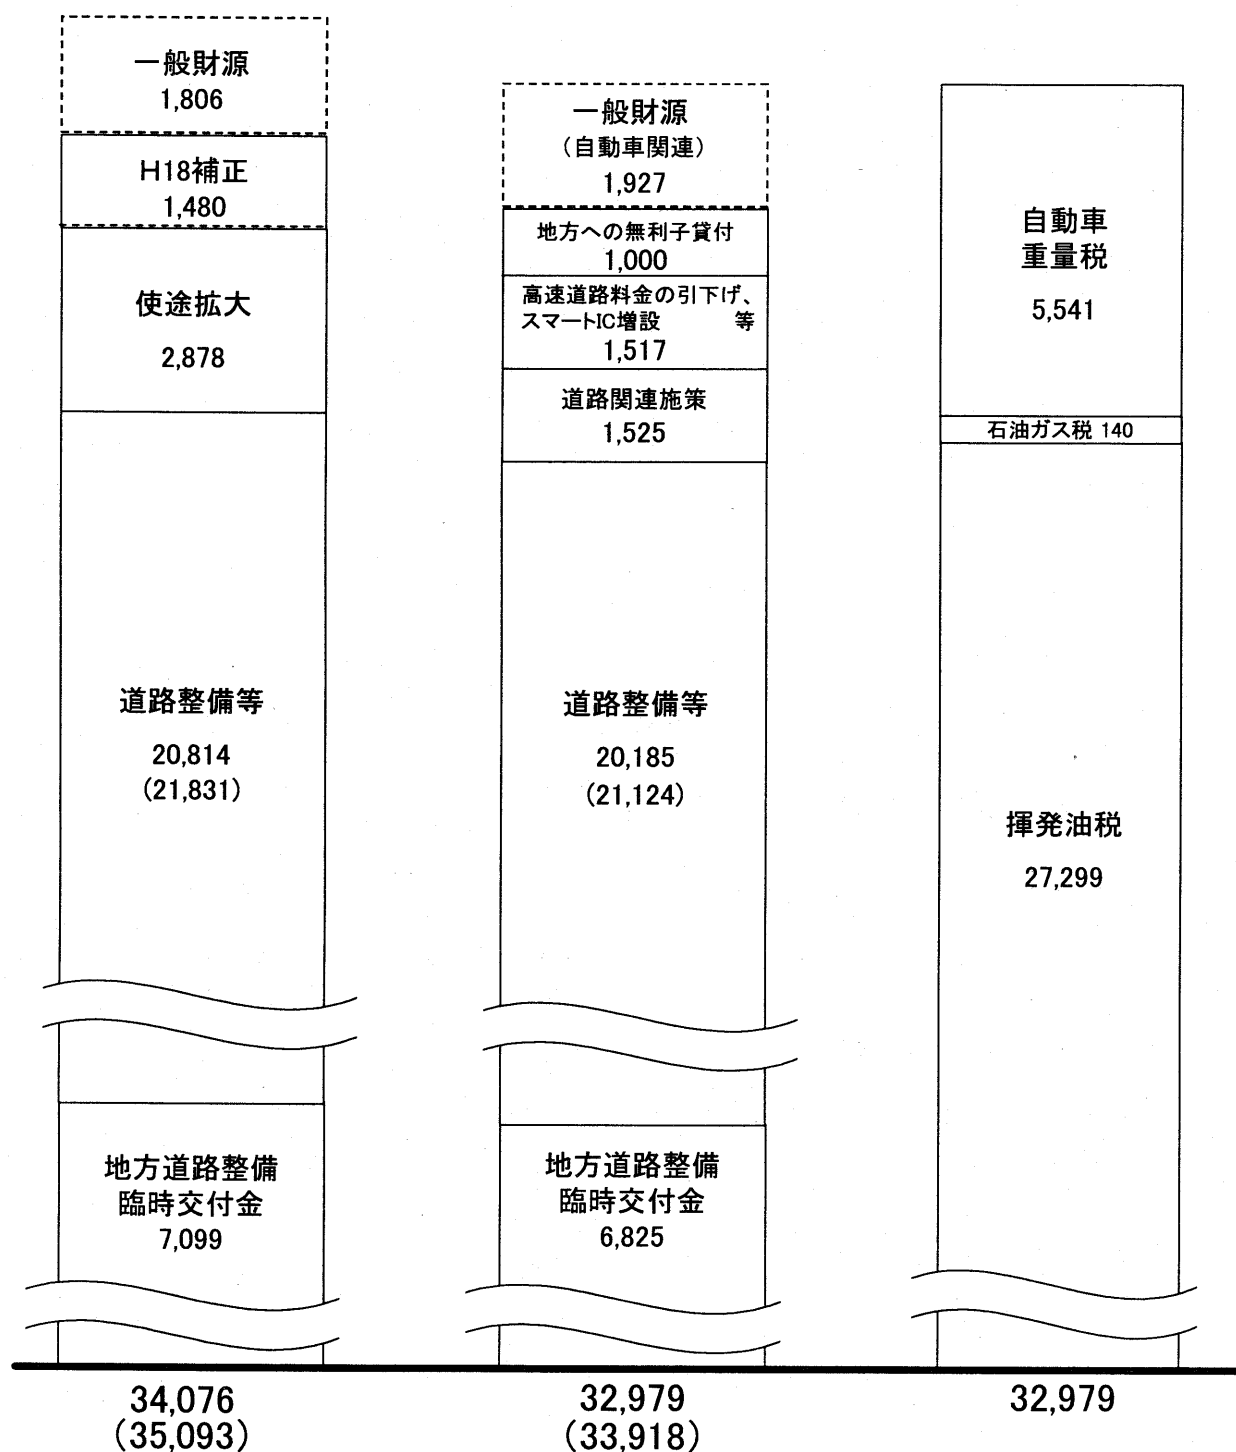 一般財源
1,806
H18補正
1,480
使途拡大
2,878
道路整備等
20,814
(21,831)
地方道路整備
臨時交付金
7,099
34,076
(35,093)
一般財源
(自動車関連)
1,927
地方への無利子貸付
1,000
高速道路料金の引下げ、
スマートIC増設 等
1,517
道路関連施策
1,525
道路整備等
20,185
(21,124)
地方道路整備
臨時交付金
6,825
32,979
(33,918)
自動車
重量税
5,541
石油ガス税 140
揮発油税
27,299
32,979